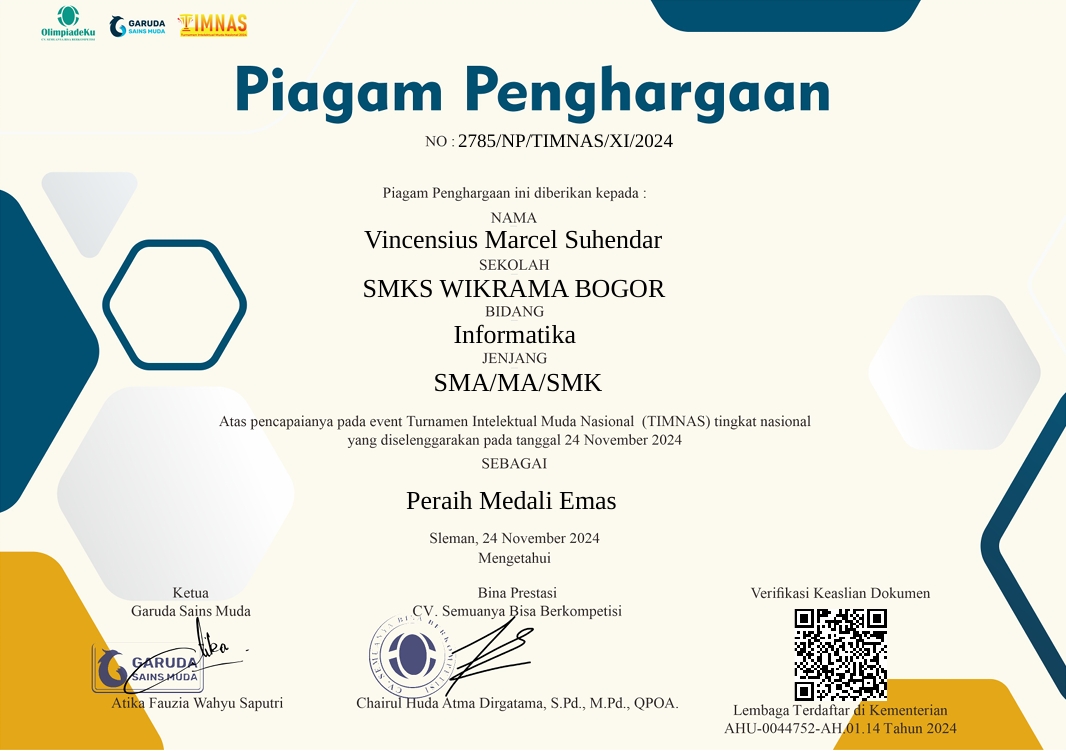 OlimpiadeKu
GARUDA
SAINS MUDA
TIMNAS
Piagam Penghargaan
NO : 2785/NP/TIMNAS/XI/2024
Piagam Penghargaan ini diberikan kepada :
NAMA
Vincensius Marcel Suhendar
SEKOLAH
SMKS WIKRAMA BOGOR
BIDANG
Informatika
JENJANG
SMA/MA/SMK
Atas pencapaianya pada event Turnamen Intelektual Muda Nasional (TIMNAS) tingkat nasional
yang diselenggarakan pada tanggal 24 November 2024
SEBAGAI
Peraih Medali Emas
Sleman, 24 November 2024
Mengetahui
Ketua
Garuda Sains Muda
GARUDA
SAINS MUDA
Atika Fauzia Wahyu Saputri
Bina Prestasi
CV. Semuanya Bisa Berkompetisi
CV. SEMUANYA BISA BERKOMPETISI
Chairul Huda Atma Dirgatama, S.Pd., M.Pd., QPOA.
Verifikasi Keaslian Dokumen
Lembaga Terdaftar di Kementerian
AHU-0044752-AH.01.14 Tahun 2024